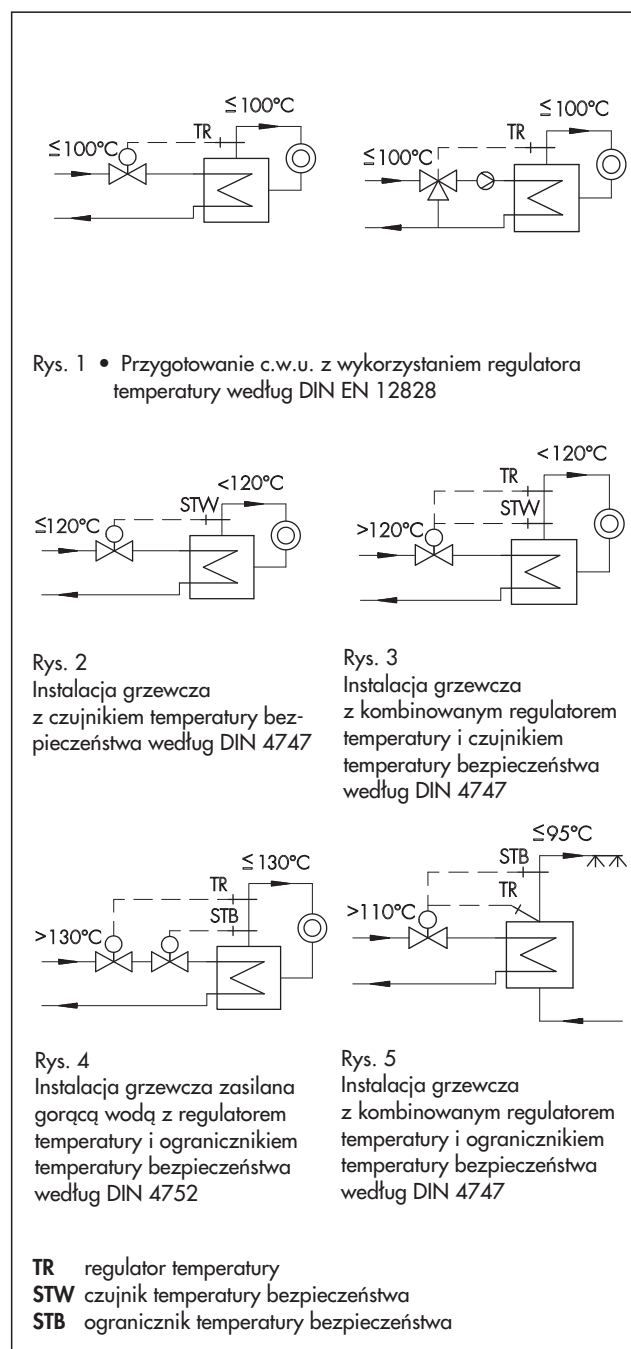 ≤100°C
TR
≤100°C
≤100°C
TR
≤100°C
Rys. 1 • Przygotowanie c.w.u. z wykorzystaniem regulatora
temperatury według DIN EN 12828
<120°C
STW
≤120°C
<120°C
TR
STW
>120°C
Rys. 2
Instalacja grzewcza
z czujnikiem temperatury bez-
pieczeństwa według DIN 4747
Rys. 3
Instalacja grzewcza
z kombinowanym regulatorem
temperatury i czujnikiem
temperatury bezpieczeństwa
według DIN 4747
≤130°C
TR
STB
>130°C
≤95°C
STB
TR
>110°C
Rys. 4
Instalacja grzewcza zasilana
gorącą wodą z regulatorem
temperatury i ogranicznikiem
temperatury bezpieczeństwa
według DIN 4752
Rys. 5
Instalacja grzewcza
z kombinowanym regulatorem
temperatury i ogranicznikiem
temperatury bezpieczeństwa
według DIN 4747
TR regulator temperatury
STW czujnik temperatury bezpieczeństwa
STB ogranicznik temperatury bezpieczeństwa